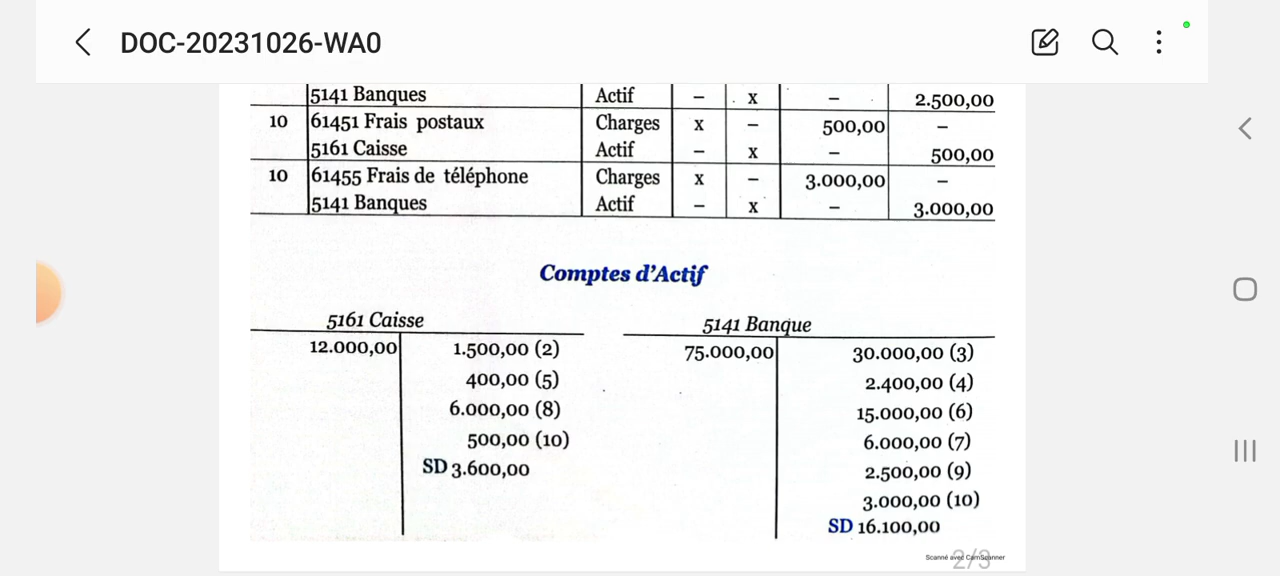 DOC-20231026-WA0
5141 Banques Actif – x – 2.500,00
10 61451 Frais postaux Charges x – 500,00 –
5161 Caisse Actif – x – 500,00
10 61455 Frais de téléphone Charges x – 3.000,00 –
5141 Banques Actif – x – 3.000,00
Comptes d'Actif
5161 Caisse 5141 Banque
12.000,00 1.500,00 (2) 75.000,00 30.000,00 (3)
400,00 (5) 2.400,00 (4)
6.000,00 (8) 15.000,00 (6)
500,00 (10) 6.000,00 (7)
SD 3.600,00 2.500,00 (9)
3.000,00 (10)
SD 16.100,00
Scanné avec CamScanner
2/3